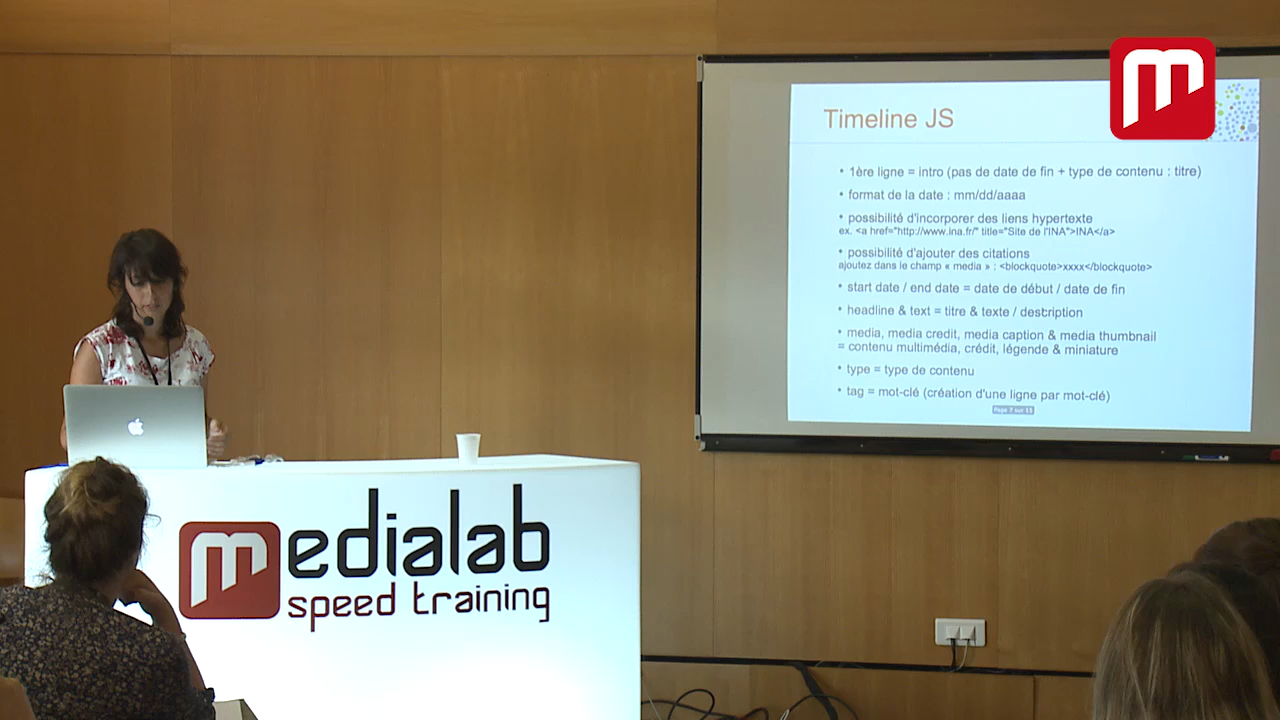 Timeline JS
• 1ère ligne = intro (pas de date de fin + type de contenu : titre)
• format de la date : mm/dd/aaaa
• possibilité d'incorporer des liens hypertexte
ex. <a href="http://www.ina.fr/" title="Site de l'INA">INA</a>
• possibilité d'ajouter des citations
ajoutez dans le champ « media » : <blockquote>xxxx</blockquote>
• start date / end date = date de début / date de fin
• headline & text = titre & texte / description
• media, media credit, media caption & media thumbnail
= contenu multimédia, crédit, légende & miniature
• type = type de contenu
• tag = mot-clé (création d'une ligne par mot-clé)
Page 7 sur 13
medialab
speed training